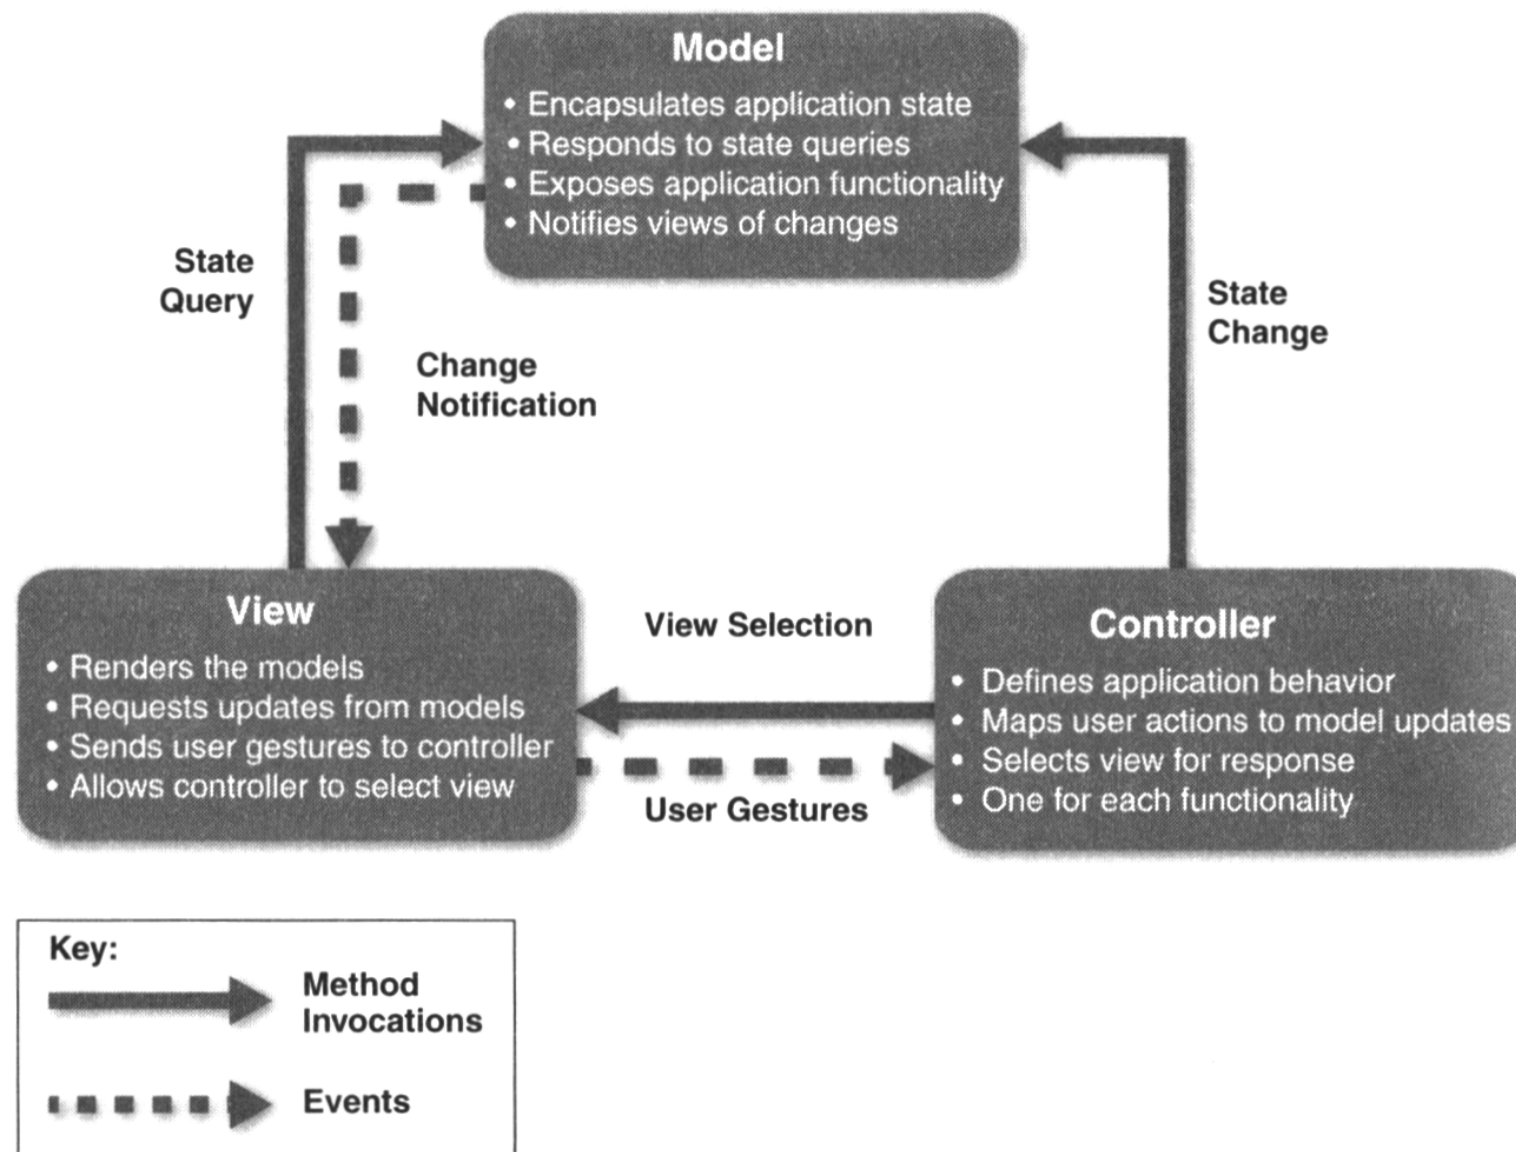 Model
• Encapsulates application state
• Responds to state queries
• Exposes application functionality
• Notifies views of changes
State
Query
Change
Notification
State
Change
View
• Renders the models
• Requests updates from models
• Sends user gestures to controller
• Allows controller to select view
View Selection
User Gestures
Controller
• Defines application behavior
• Maps user actions to model updates
• Selects view for response
• One for each functionality
Key:
Method
Invocations
Events